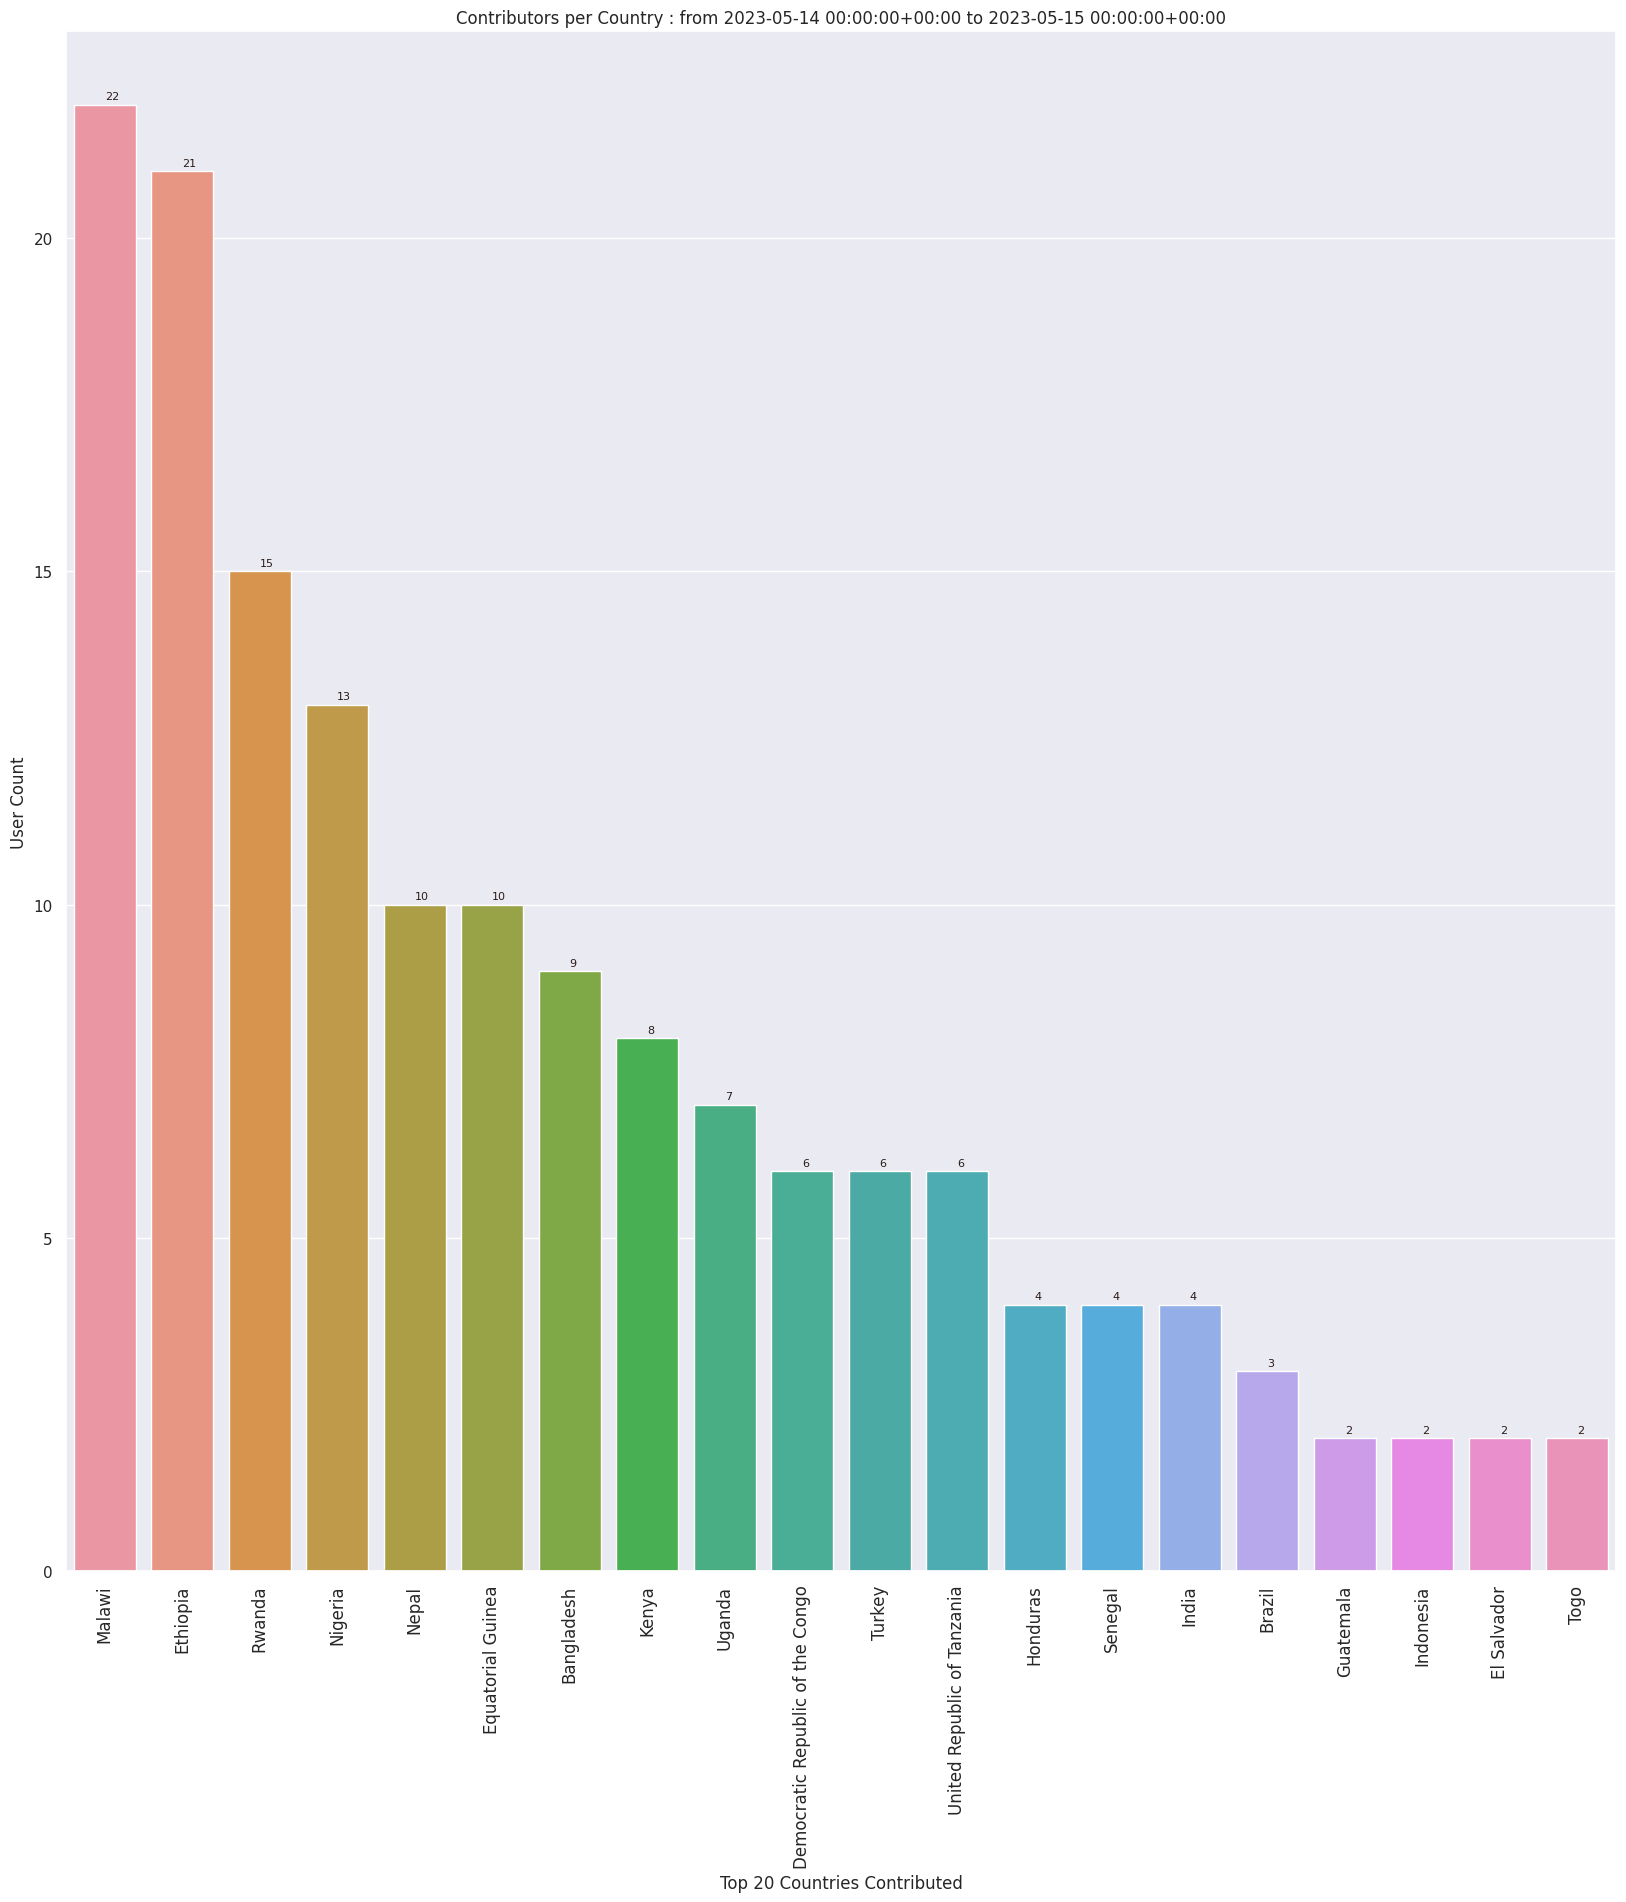 Contributors per Country : from 2023-05-14 00:00:00+00:00 to 2023-05-15 00:00:00+00:00
User Count
20
15
10
5
0
22
21
15
13
10
10
9
8
7
6
6
6
4
4
4
3
2
2
2
2
Malawi
Ethiopia
Rwanda
Nigeria
Nepal
Equatorial Guinea
Bangladesh
Kenya
Uganda
Democratic Republic of the Congo
Turkey
United Republic of Tanzania
Honduras
Senegal
India
Brazil
Guatemala
Indonesia
El Salvador
Togo
Top 20 Countries Contributed